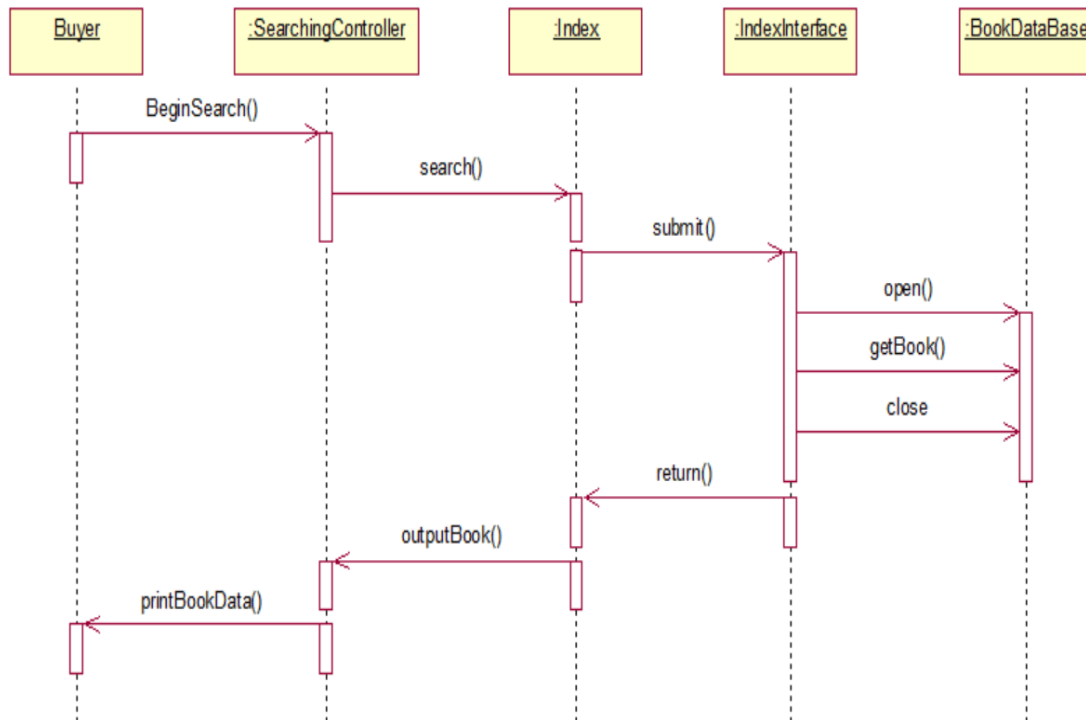 Buyer
:SearchingController
:Index
:IndexInterface
:BookDataBase
BeginSearch()
search()
submit()
open()
getBook()
close
return()
outputBook()
printBookData()